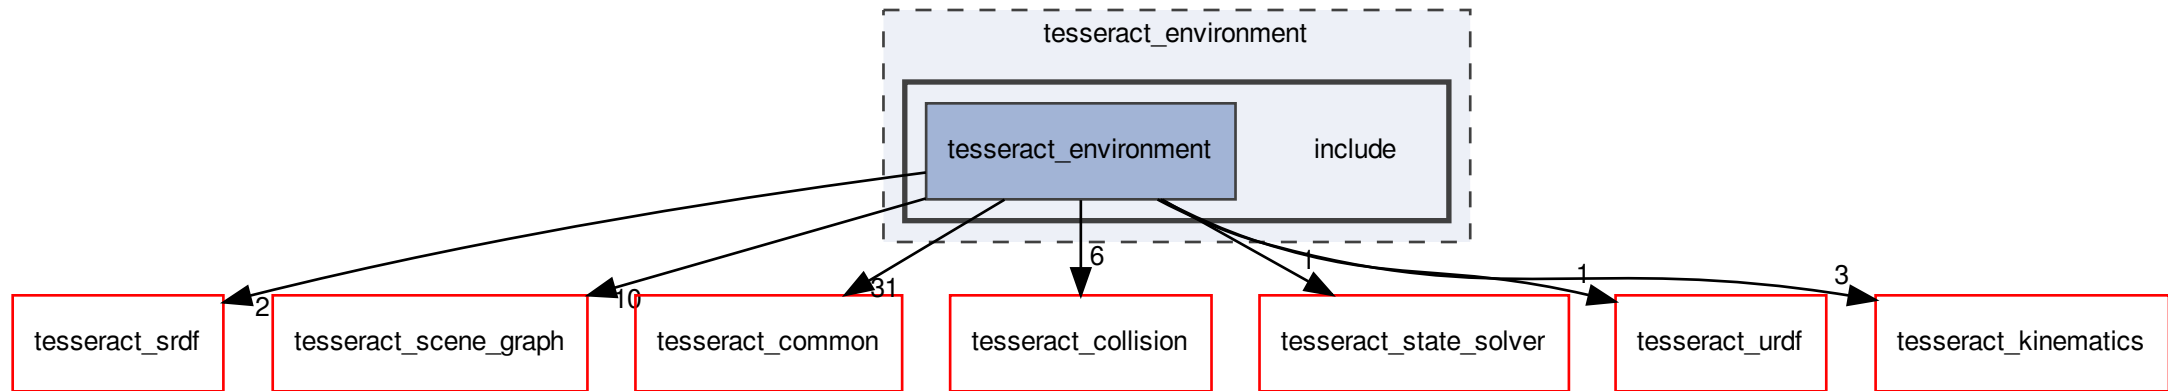 tesseract_environment
tesseract_environment
include
6
1
1
3
2
10
31
tesseract_srdf
tesseract_scene_graph
tesseract_common
tesseract_collision
tesseract_state_solver
tesseract_urdf
tesseract_kinematics